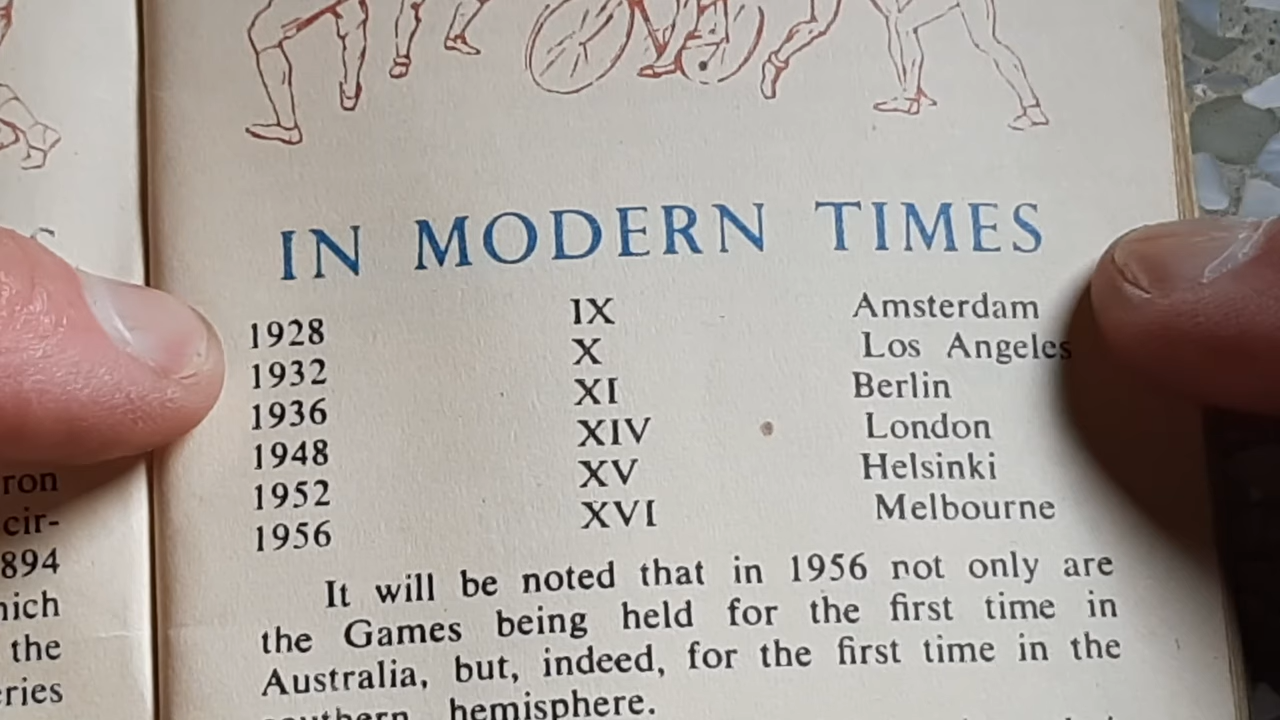 ron
cir-
894
the
IN MODERN TIMES
1928 IX Amsterdam
1932 X Los Angeles
1936 XI Berlin
1948 XIV London
1952 XV Helsinki
1956 XVI Melbourne
It will be noted that in 1956 not only are
the Games being held for the first time in
Australia, but, indeed, for the first time in the
southern hemisphere.